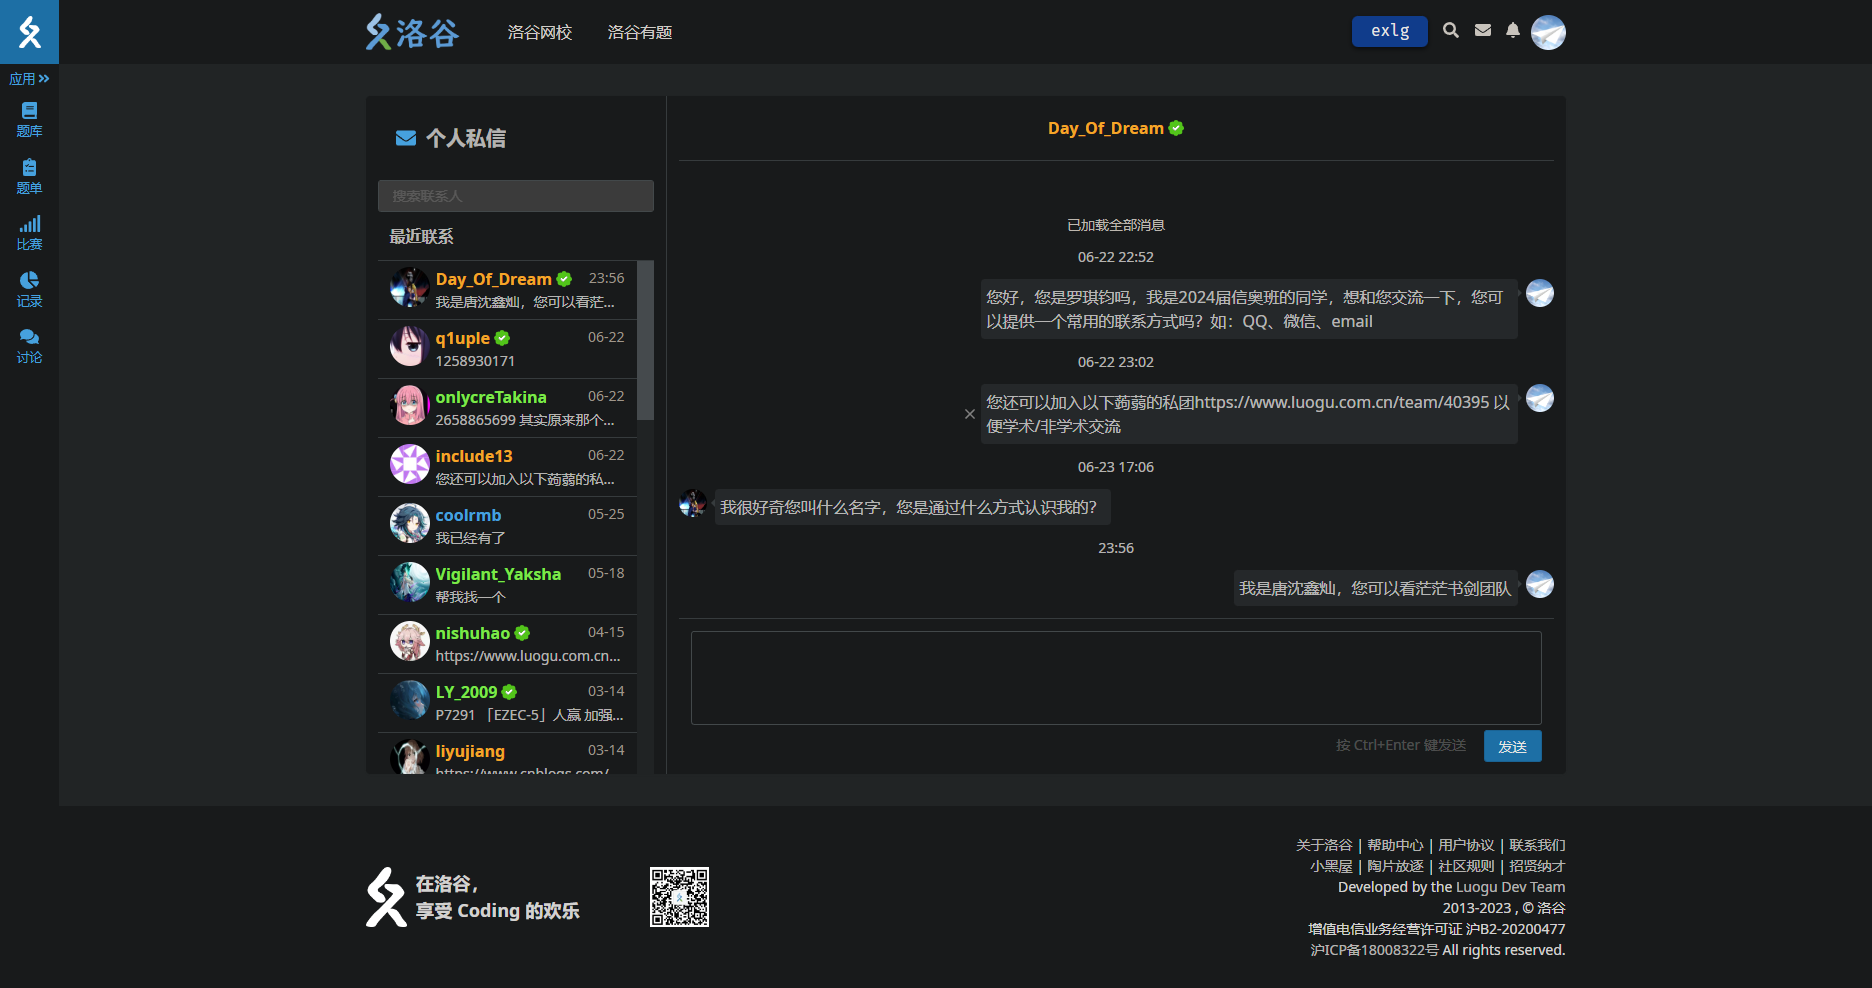 洛谷
洛谷网校
洛谷有题
exlg
应用
题库
题单
比赛
记录
讨论
个人私信
搜索联系人
最近联系
Day_Of_Dream 23:56
我是唐沈鑫灿，您可以看茫...
q1uple 06-22
1258930171
onlycreTakina 06-22
2658865699 其实原来那个...
include13 06-22
您还可以加入以下蒟蒻的私...
coolrmb 05-25
我已经有了
Vigilant_Yaksha 05-18
帮我找一个
nishuhao 04-15
https://www.luogu.com.cn...
LY_2009 03-14
P7291 「EZEC-5」人赢 加强...
liyujiang 03-14
https://www.cnblogs.com/
Day_Of_Dream
已加载全部消息
06-22 22:52
您好，您是罗琪钧吗，我是2024届信奥班的同学，想和您交流一下，您可
以提供一个常用的联系方式吗？如：QQ、微信、email
06-22 23:02
您还可以加入以下蒟蒻的私团https://www.luogu.com.cn/team/40395 以
便学术/非学术交流
06-23 17:06
我很好奇您叫什么名字，您是通过什么方式认识我的？
23:56
我是唐沈鑫灿，您可以看茫茫书剑团队
按 Ctrl+Enter 键发送
发送
在洛谷，
享受 Coding 的欢乐
关于洛谷 | 帮助中心 | 用户协议 | 联系我们
小黑屋 | 陶片放逐 | 社区规则 | 招贤纳才
Developed by the Luogu Dev Team
2013-2023 , © 洛谷
增值电信业务经营许可证 沪B2-20200477
沪ICP备18008322号 All rights reserved.